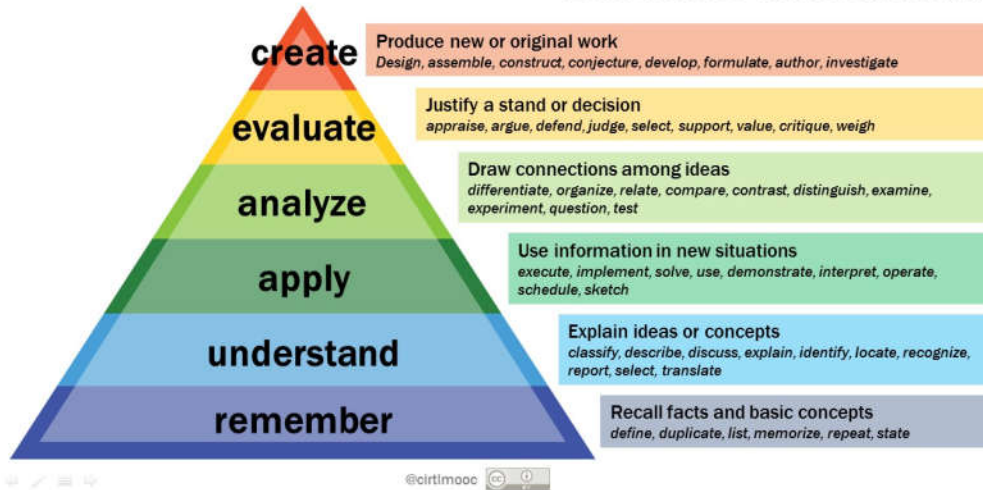 create
Produce new or original work
Design, assemble, construct, conjecture, develop, formulate, author, investigate
evaluate
Justify a stand or decision
appraise, argue, defend, judge, select, support, value, critique, weigh
analyze
Draw connections among ideas
differentiate, organize, relate, compare, contrast, distinguish, examine,
experiment, question, test
apply
Use information in new situations
execute, implement, solve, use, demonstrate, interpret, operate,
schedule, sketch
understand
Explain ideas or concepts
classify, describe, discuss, explain, identify, locate, recognize,
report, select, translate
remember
Recall facts and basic concepts
define, duplicate, list, memorize, repeat, state
@cirtlmooc
cc